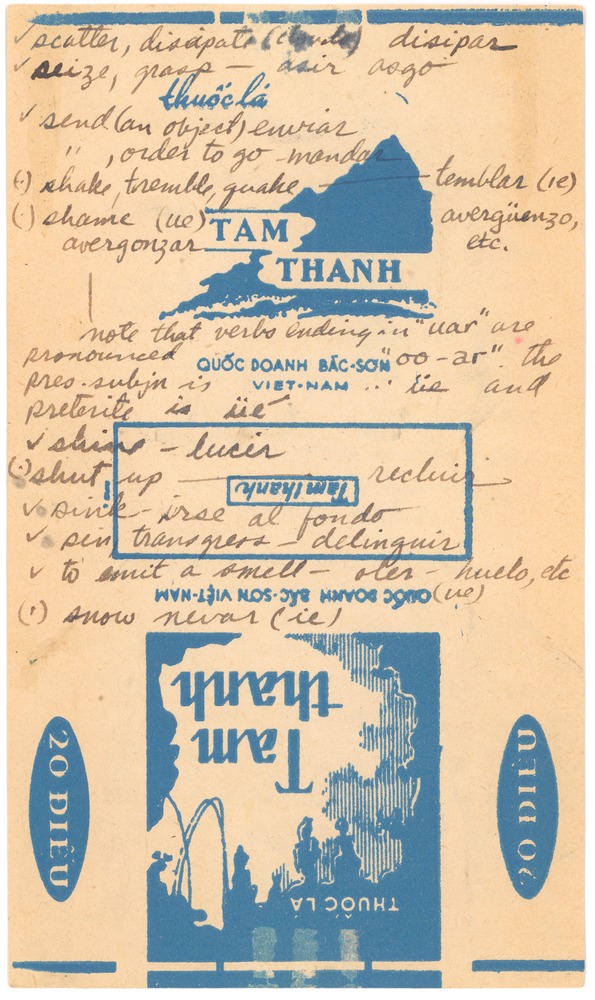 ✓ scatter, dissipate (clouds) disipar
✓ seize, grasp — asir asgo
thuốc lá
✓ send (an object) enviar
" , order to go - mandar
(·) shake, tremble, quake — temblar (ie)
(·) shame (üe) avergüenzo,
avergonzar etc.
TAM
THANH
note that verbs ending in "uar" are
pronounced "oo-ar". the
QUỐC DOANH BẮC-SƠN
pres. subjn is üe and
VIET-NAM
preterite is üé
✓ shine - lucir
(·) shut up — recluir
Tam thanh
✓ sink - irse al fondo
✓ sin, transgress - delinquir
✓ to emit a smell - oler - huelo, etc
(ue)
QUỐC DOANH BẮC-SƠN VIỆT-NAM
(·) snow nevar (ie)
Tam
thanh
THUỐC LÁ
20 ĐIẾU
20 ĐIẾU